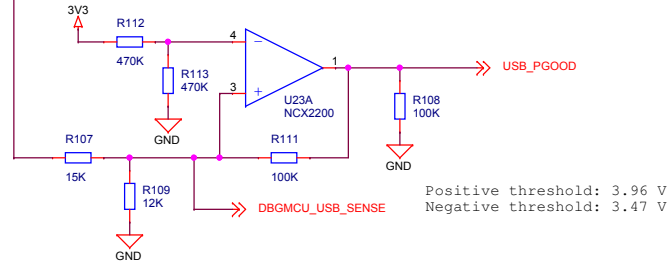 3V3
R112
470K
R113
470K
GND
4
3
1
U23A
NCX2200
USB_PGOOD
R108
100K
GND
R107
15K
R109
12K
GND
R111
100K
DBGMCU_USB_SENSE
Positive threshold: 3.96 V
Negative threshold: 3.47 V